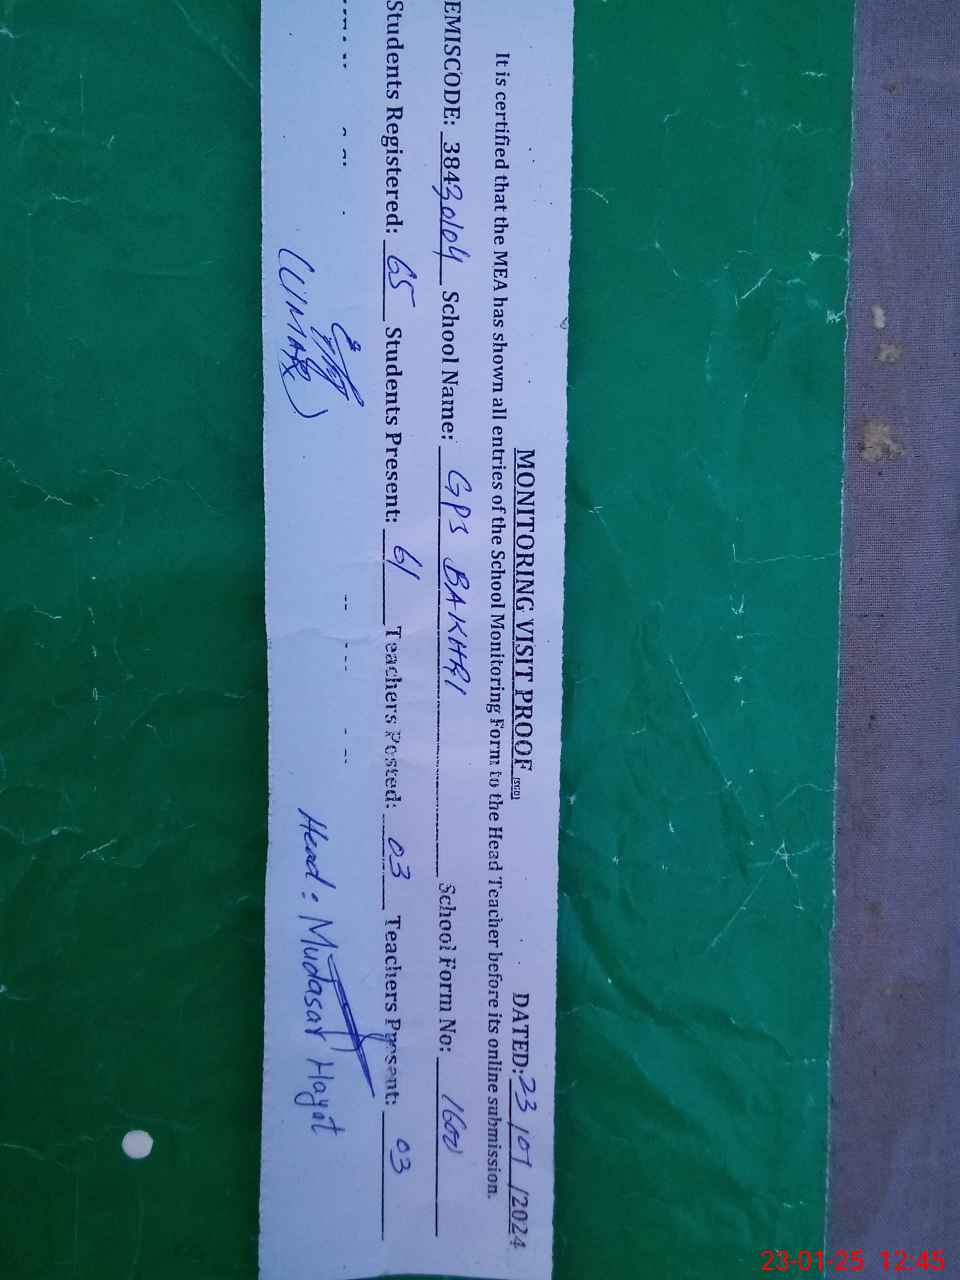 MONITORING VISIT PROOF (SGD) DATED: 23/01/2024
It is certified that the MEA has shown all entries of the School Monitoring Form to the Head Teacher before its online submission.
EMISCODE: 38430104 School Name: GPS BAKHRI School Form No: 1600
Students Registered: 65 Students Present: 61 Teachers Posted: 03 Teachers Present: 03
(UMAR)
Head: Mudasar Hayat
23-01-25 12:45